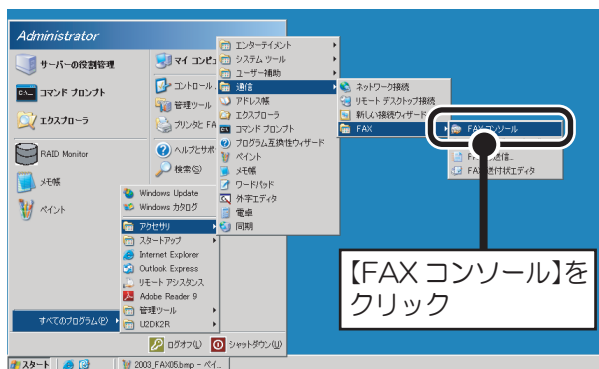 Administrator
サーバーの役割管理
コマンド プロンプト
エクスプローラ
RAID Monitor
メモ帳
ペイント
すべてのプログラム(P)
マイ コンピ
コントロール
管理ツール
プリンタと FA
ヘルプとサポ
検索(S)
Windows Update
Windows カタログ
アクセサリ
スタートアップ
Internet Explorer
Outlook Express
リモート アシスタンス
Adobe Reader 9
管理ツール
U2DK2R
エンターテイメント
システム ツール
ユーザー補助
通信
アドレス帳
エクスプローラ
コマンド プロンプト
プログラム互換性ウィザード
ペイント
メモ帳
ワードパッド
外字エディタ
電卓
同期
ネットワーク接続
リモート デスクトップ接続
新しい接続ウィザード
FAX
FAX コンソール
送信...
FAX 送付状エディタ
【FAX コンソール】を
クリック
ログオフ(L)
シャットダウン(U)
スタート
2003_FAX05.bmp - ペイ...